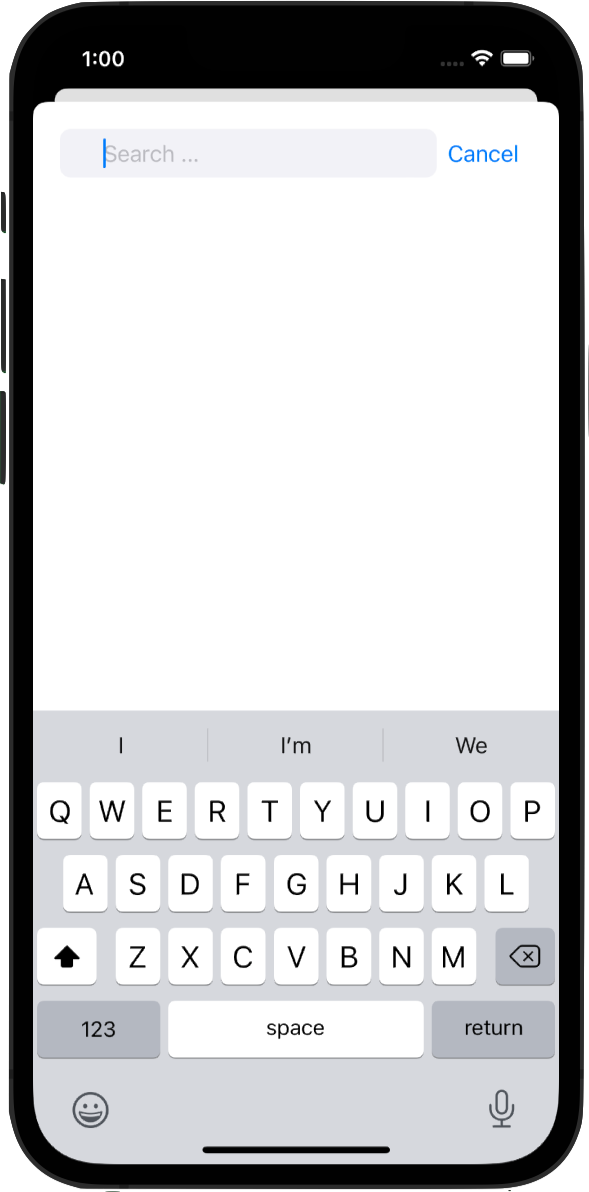 1:00
Search ...
Cancel
I
I’m
We
Q W E R T Y U I O P
A S D F G H J K L
Z X C V B N M
123 space return